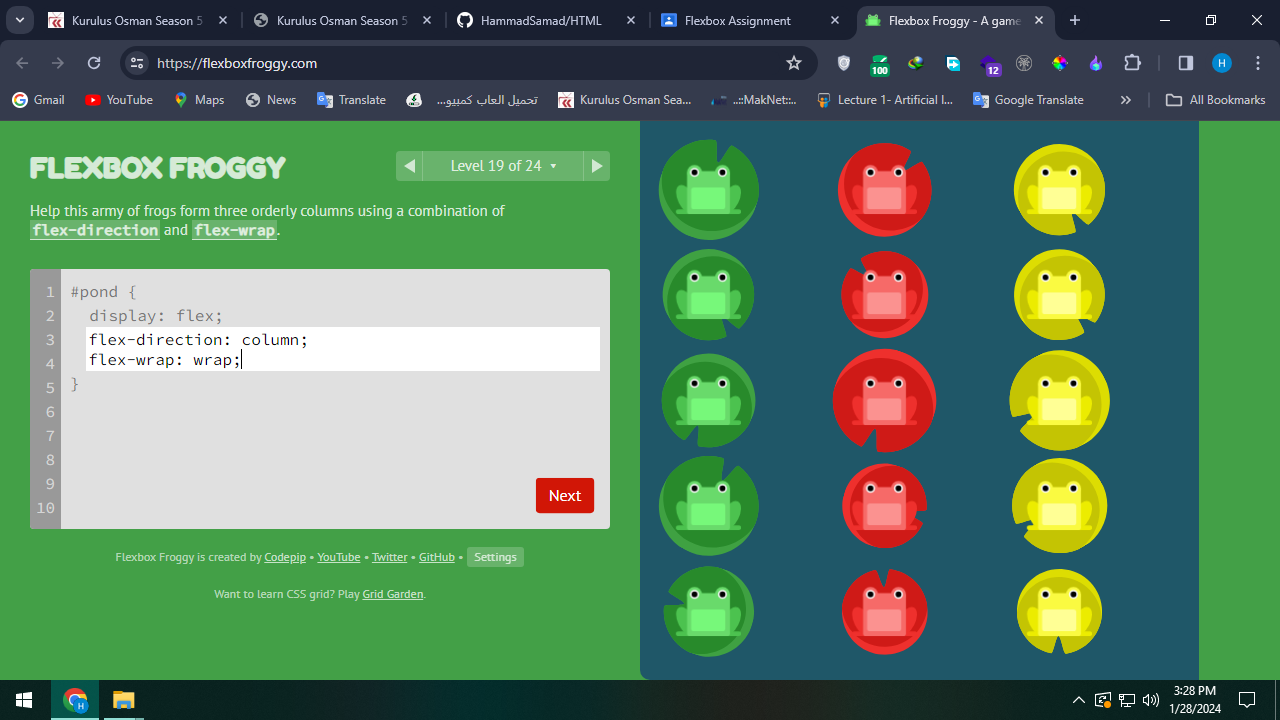 Kurulus Osman Season 5
Kurulus Osman Season 5
HammadSamad/HTML
Flexbox Assignment
Flexbox Froggy - A game
https://flexboxfroggy.com
100
12
H
Gmail
YouTube
Maps
News
Translate
تحميل العاب كمبيو...
Kurulus Osman Sea...
..::MakNet::..
Lecture 1- Artificial I...
Google Translate
All Bookmarks
FLEXBOX FROGGY
Level 19 of 24
Help this army of frogs form three orderly columns using a combination of
flex-direction and flex-wrap.
1 #pond {
2 display: flex;
3 flex-direction: column;
4 flex-wrap: wrap;
5 }
6
7
8
9
10
Next
Flexbox Froggy is created by Codepip • YouTube • Twitter • GitHub • Settings
Want to learn CSS grid? Play Grid Garden.
H
3:28 PM
1/28/2024